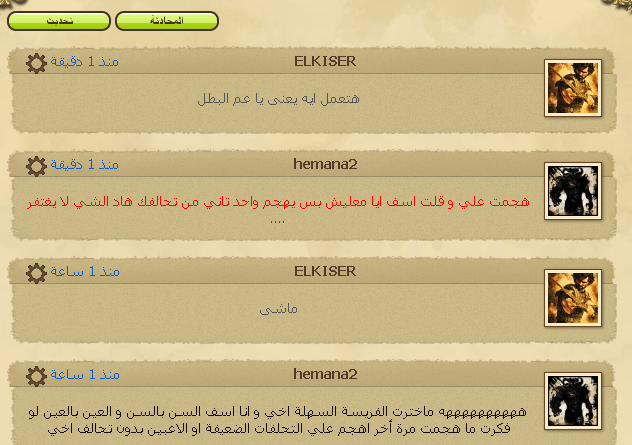 المحادثة
تحديث
ELKISER
منذ 1 دقيقة
هتعمل ايه يعنى يا عم البطل
hemana2
منذ 1 دقيقة
هجمت علي و قلت اسف ايا معليش بس يهجم واحد تاني من تحالفك هاد الشي لا يغتفر
....
ELKISER
منذ 1 ساعة
ماشى
hemana2
منذ 1 ساعة
هههههههههههه ماخترت الفريسة السهلة اخي و انا اسف السن بالسن و العين بالعين لو
فكرت ما هجمت مرة أخر اهجم علي التحلفات الضعيفة او الاعبين بدون تحالف اخي